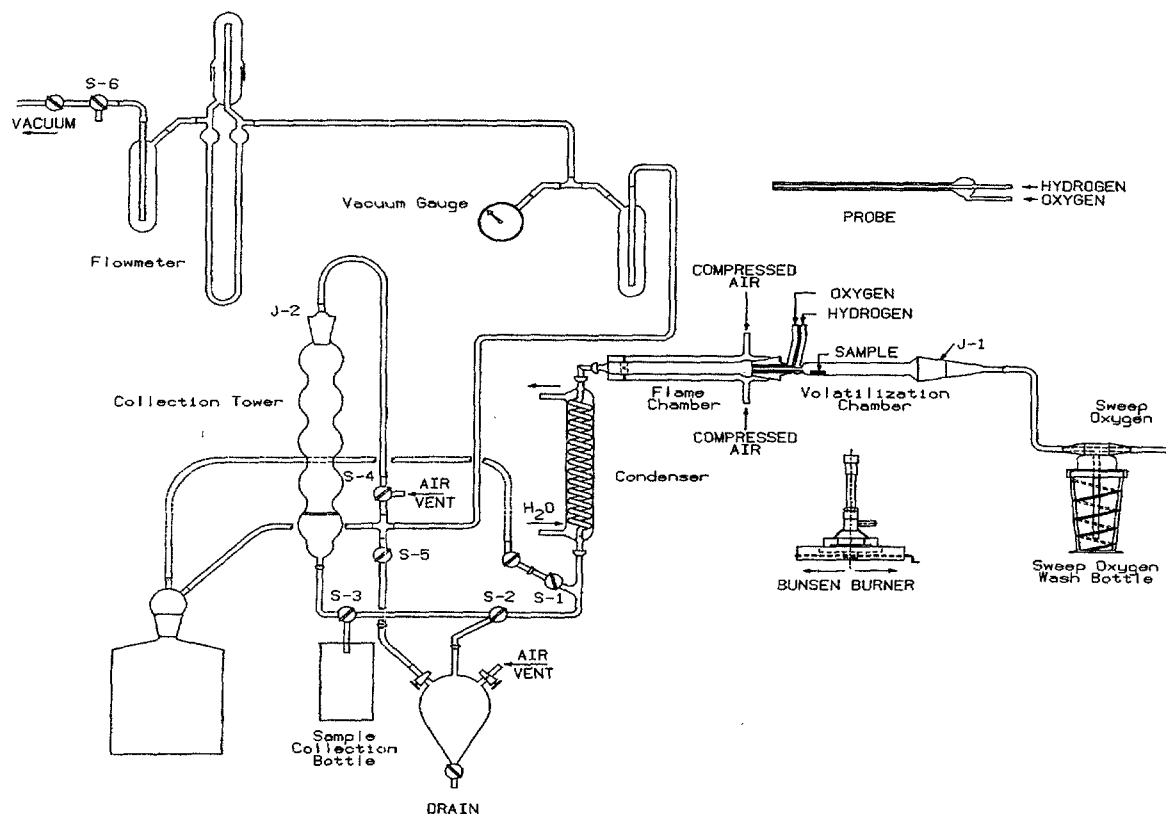 S-6
VACUUM
Flowmeter
Vacuum Gauge
HYDROGEN
OXYGEN
PROBE
COMPRESSED
AIR
OXYGEN
HYDROGEN
SAMPLE
J-1
J-2
Flame
Chamber
Volatilization
Chamber
COMPRESSED
AIR
Sweep
Oxygen
Collection Tower
Condenser
S-4
AIR
VENT
H2O
S-5
S-1
S-3
S-2
BUNSEN BURNER
Sweep Oxygen
Wash Bottle
AIR
VENT
Sample
Collection
Bottle
DRAIN